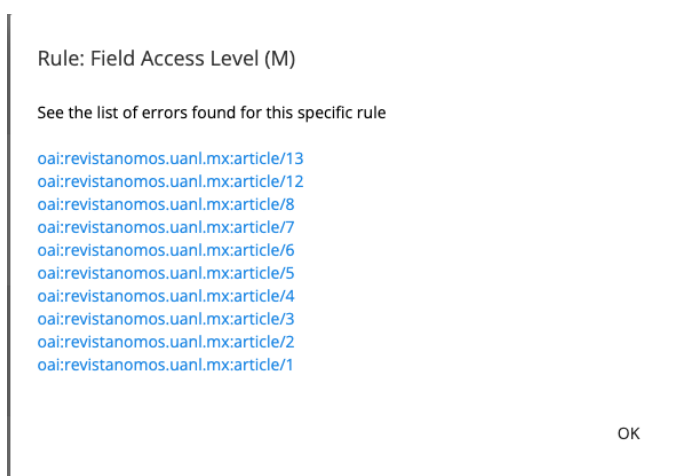 Rule: Field Access Level (M)
See the list of errors found for this specific rule
oai:revistanomos.uanl.mx:article/13
oai:revistanomos.uanl.mx:article/12
oai:revistanomos.uanl.mx:article/8
oai:revistanomos.uanl.mx:article/7
oai:revistanomos.uanl.mx:article/6
oai:revistanomos.uanl.mx:article/5
oai:revistanomos.uanl.mx:article/4
oai:revistanomos.uanl.mx:article/3
oai:revistanomos.uanl.mx:article/2
oai:revistanomos.uanl.mx:article/1
OK